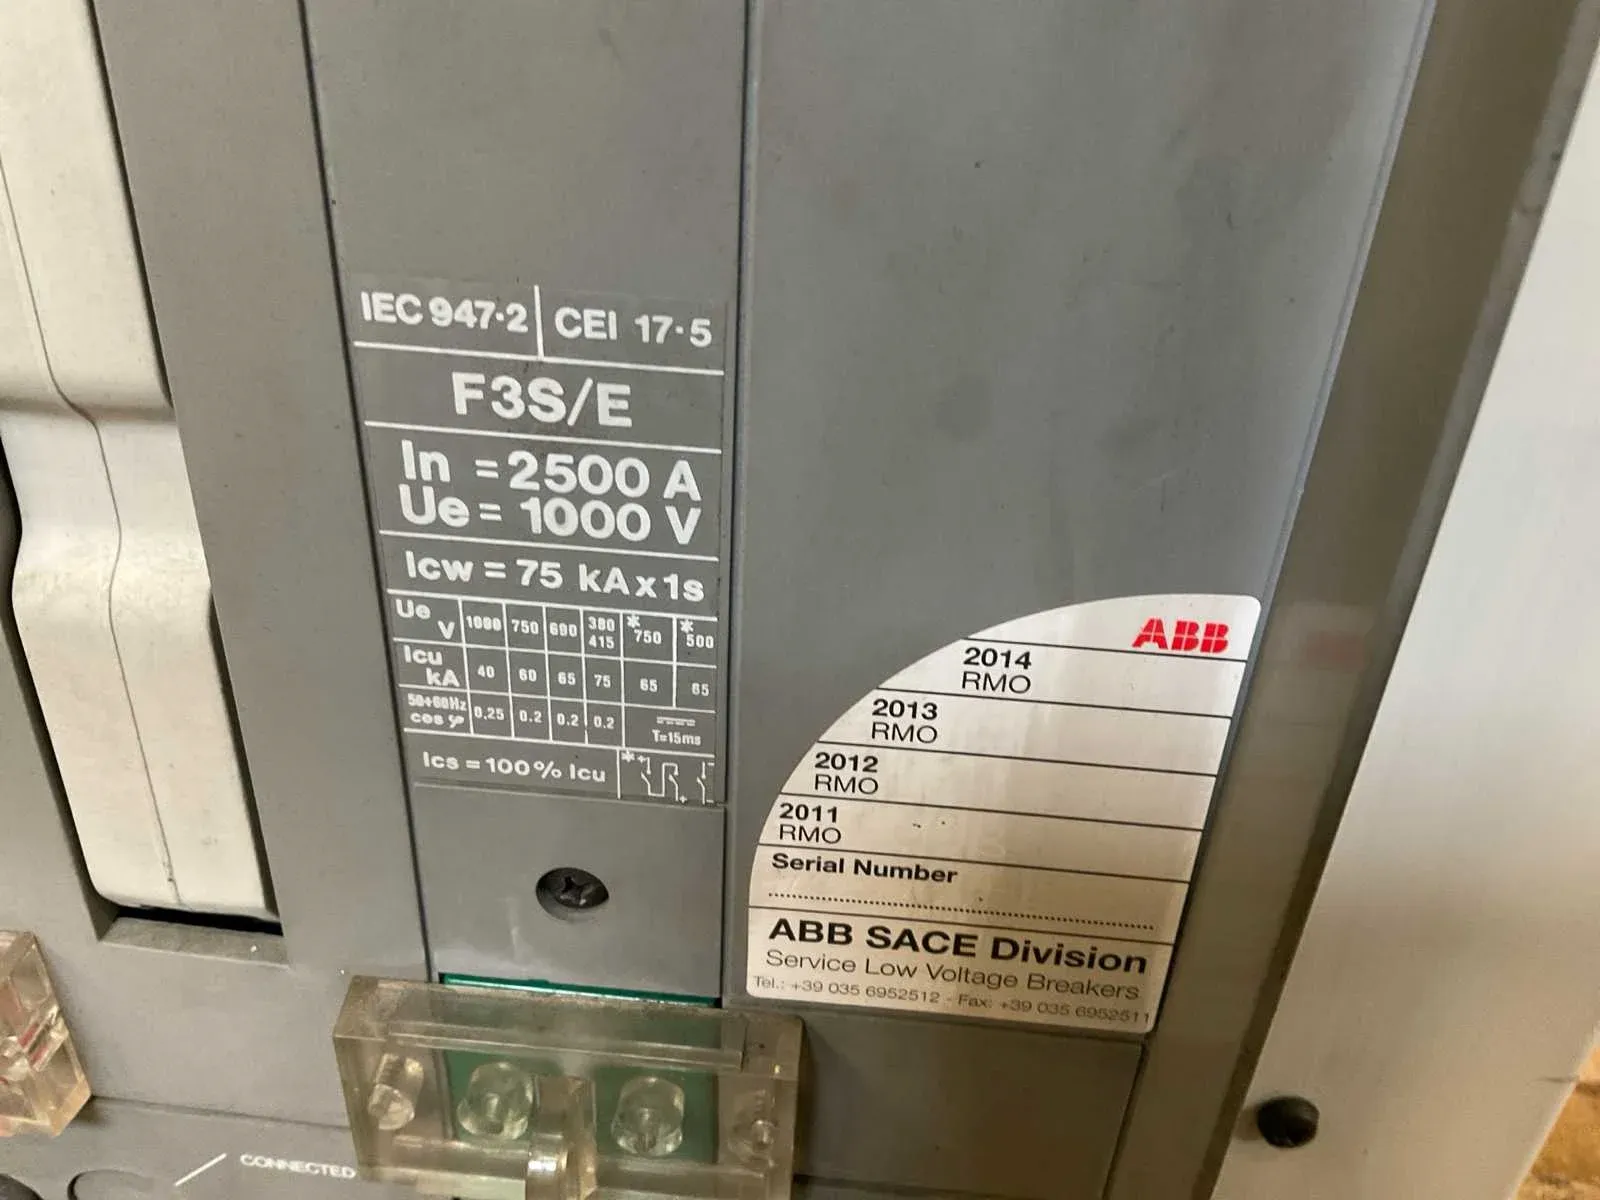 IEC 947-2 CEI 17-5
F3S/E
In = 2500 A
Ue = 1000 V
Icw = 75 kA x 1s
Ue V 1000 750 690 380 415 * 750 * 500
Icu kA 40 60 65 75 65 85
50÷60Hz cos φ 0.25 0.2 0.2 0.2 T=15ms
Ics = 100% Icu *+ - +
ABB
2014
RMO
2013
RMO
2012
RMO
2011
RMO
Serial Number
ABB SACE Division
Service Low Voltage Breakers
Tel.: +39 035 6952512 - Fax: +39 035 6952511
CONNECTED